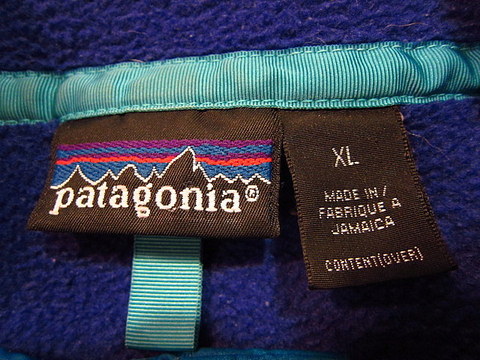 patagonia®
XL
MADE IN/
FABRIQUE A
JAMAICA
CONTENT(OVER)